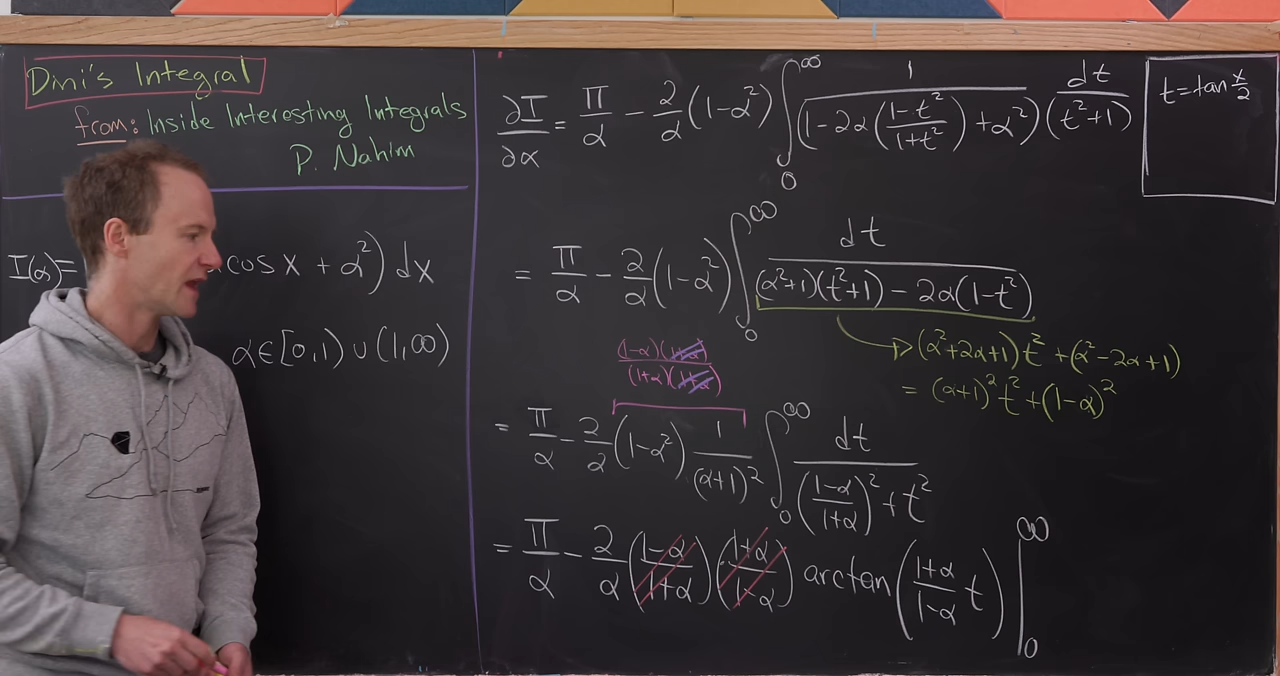 Dini's Integral
from: Inside Interesting Integrals
P. Nahim
I(α)= cos x + α²) dx
α∈[0,1) ∪ (1,∞)
∂I/∂α = π/α − 2/α (1−α²) ∫₀^∞ 1/(1−2α((1−t²)/(1+t²))+α²) dt/(t²+1)
t=tan x/2
= π/α − 2/α (1−α²) ∫₀^∞ dt/((α²+1)(t²+1) − 2α(1−t²))
→ (α²+2α+1)t² + (α²−2α+1)
= (α+1)²t² + (1−α)²
(1−α)(1+α)/(1+α)(1+α)
= π/α − 2/α (1−α²) 1/(α+1)² ∫₀^∞ dt/(((1−α)/(1+α))² + t²)
= π/α − 2/α ((1−α)/(1+α)) ((1+α)/(1−α)) arctan((1+α)/(1−α) t) |₀^∞